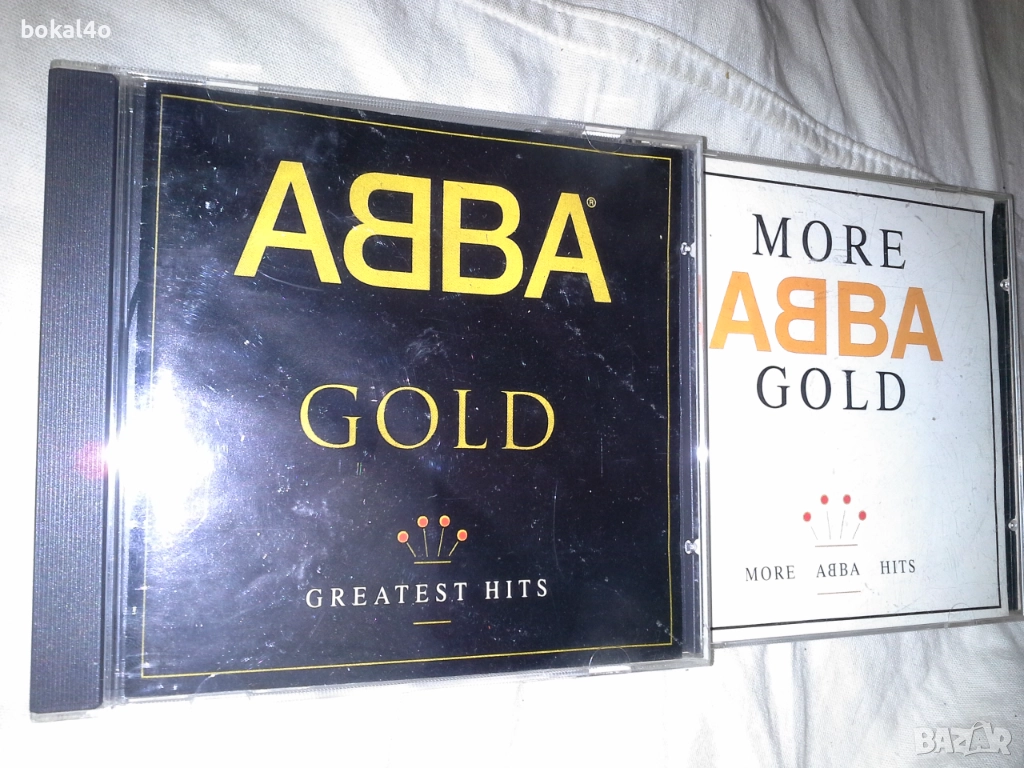 bokal4o
ABBA®
GOLD
GREATEST HITS
MORE
ABBA
GOLD
MORE ABBA HITS
BAZAR